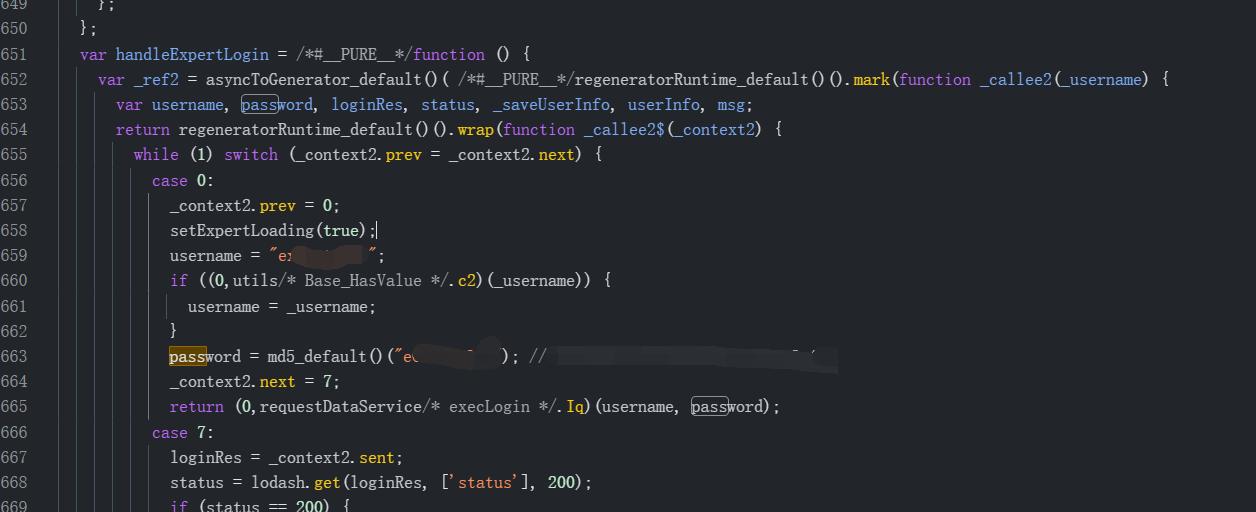 649 };
650 };
651 var handleExpertLogin = /*#__PURE__*/function () {
652 var _ref2 = asyncToGenerator_default()( /*#__PURE__*/regeneratorRuntime_default()().mark(function _callee2(_username) {
653 var username, password, loginRes, status, _saveUserInfo, userInfo, msg;
654 return regeneratorRuntime_default()().wrap(function _callee2$(_context2) {
655 while (1) switch (_context2.prev = _context2.next) {
656 case 0:
657 _context2.prev = 0;
658 setExpertLoading(true);
659 username = "e ";
660 if ((0,utils/* Base_HasValue */.c2)(_username)) {
661 username = _username;
662 }
663 password = md5_default()("e "); //
664 _context2.next = 7;
665 return (0,requestDataService/* execLogin */.Iq)(username, password);
666 case 7:
667 loginRes = _context2.sent;
668 status = lodash.get(loginRes, ['status'], 200);
669 if (status == 200) {